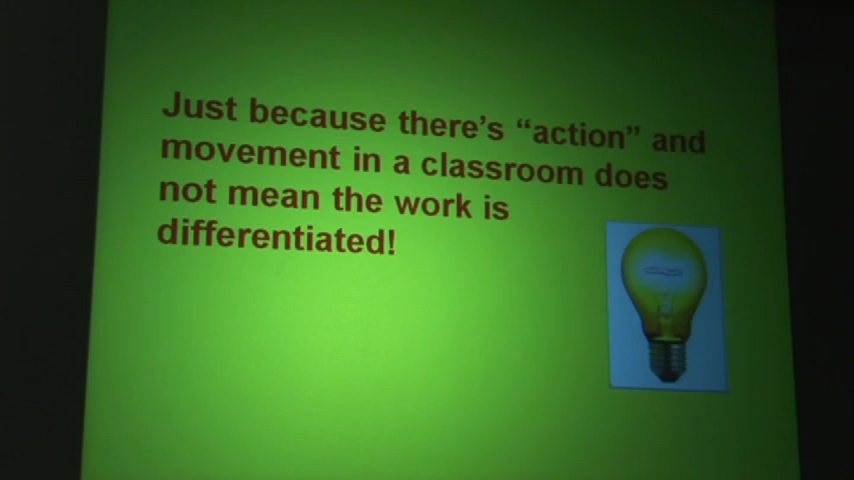 Just because there’s “action” and
movement in a classroom does
not mean the work is
differentiated!